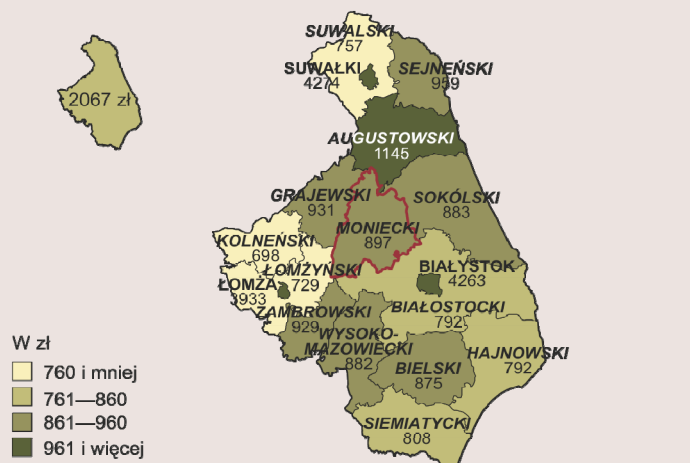 SUWALSKI
757
SUWAŁKI
4274
SEJNEŃSKI
959
2067 zł
AUGUSTOWSKI
1145
GRAJEWSKI
931
SOKÓLSKI
883
MONIECKI
897
KOLNEŃSKI
698
ŁOMŻYŃSKI
729
ŁOMŻA
3933
BIAŁYSTOK
4263
ZAMBROWSKI
929
BIAŁOSTOCKI
792
WYSOKO-
MAZOWIECKI
882
HAJNOWSKI
792
BIELSKI
875
SIEMIATYCKI
808
W zł
760 i mniej
761—860
861—960
961 i więcej